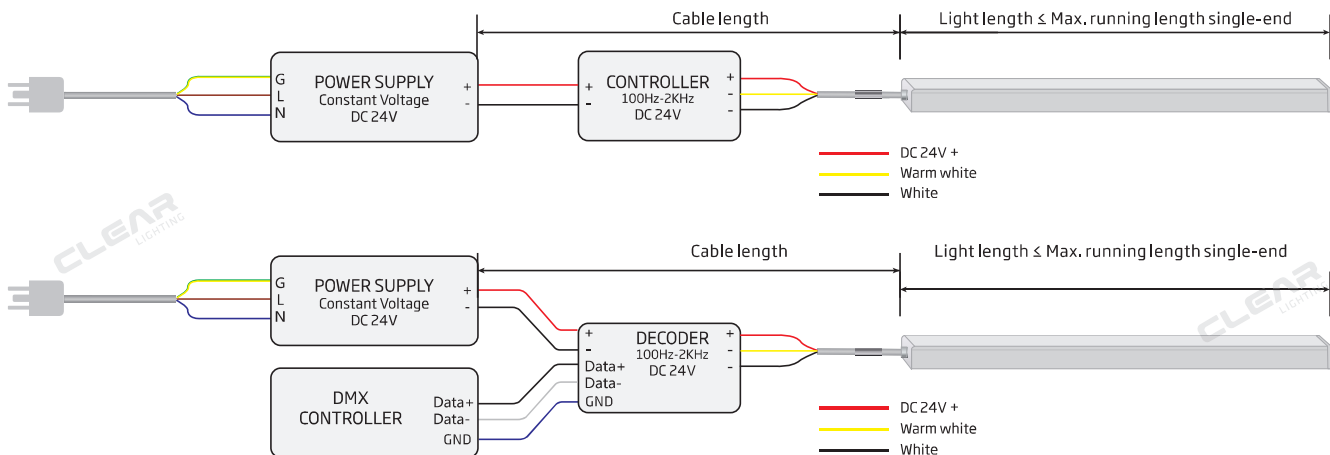 Cable length
Light length ≤ Max. running length single-end
G
L
N
POWER SUPPLY
Constant Voltage
DC 24V
+
-
+
-
CONTROLLER
100Hz-2KHz
DC 24V
+
-
-
DC 24V +
Warm white
White
CLEAR
LIGHTING
Cable length
Light length ≤ Max. running length single-end
G
L
N
POWER SUPPLY
Constant Voltage
DC 24V
+
-
+
-
Data+
Data-
GND
DECODER
100Hz-2KHz
DC 24V
+
-
-
CLEAR
LIGHTING
DMX
CONTROLLER
Data+
Data-
GND
DC 24V +
Warm white
White